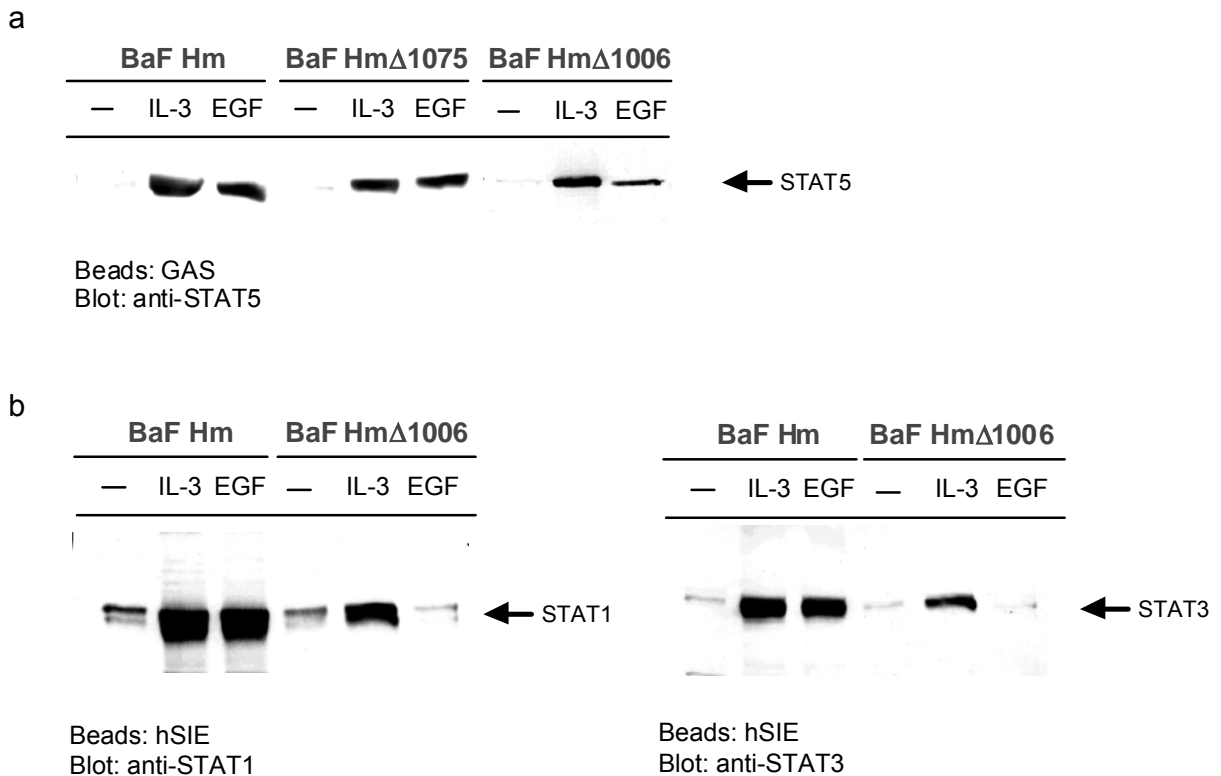 a
BaF Hm BaF HmΔ1075 BaF HmΔ1006
— IL-3 EGF — IL-3 EGF — IL-3 EGF
STAT5
Beads: GAS
Blot: anti-STAT5
b
BaF Hm BaF HmΔ1006
— IL-3 EGF — IL-3 EGF
STAT1
Beads: hSIE
Blot: anti-STAT1
BaF Hm BaF HmΔ1006
— IL-3 EGF — IL-3 EGF
STAT3
Beads: hSIE
Blot: anti-STAT3